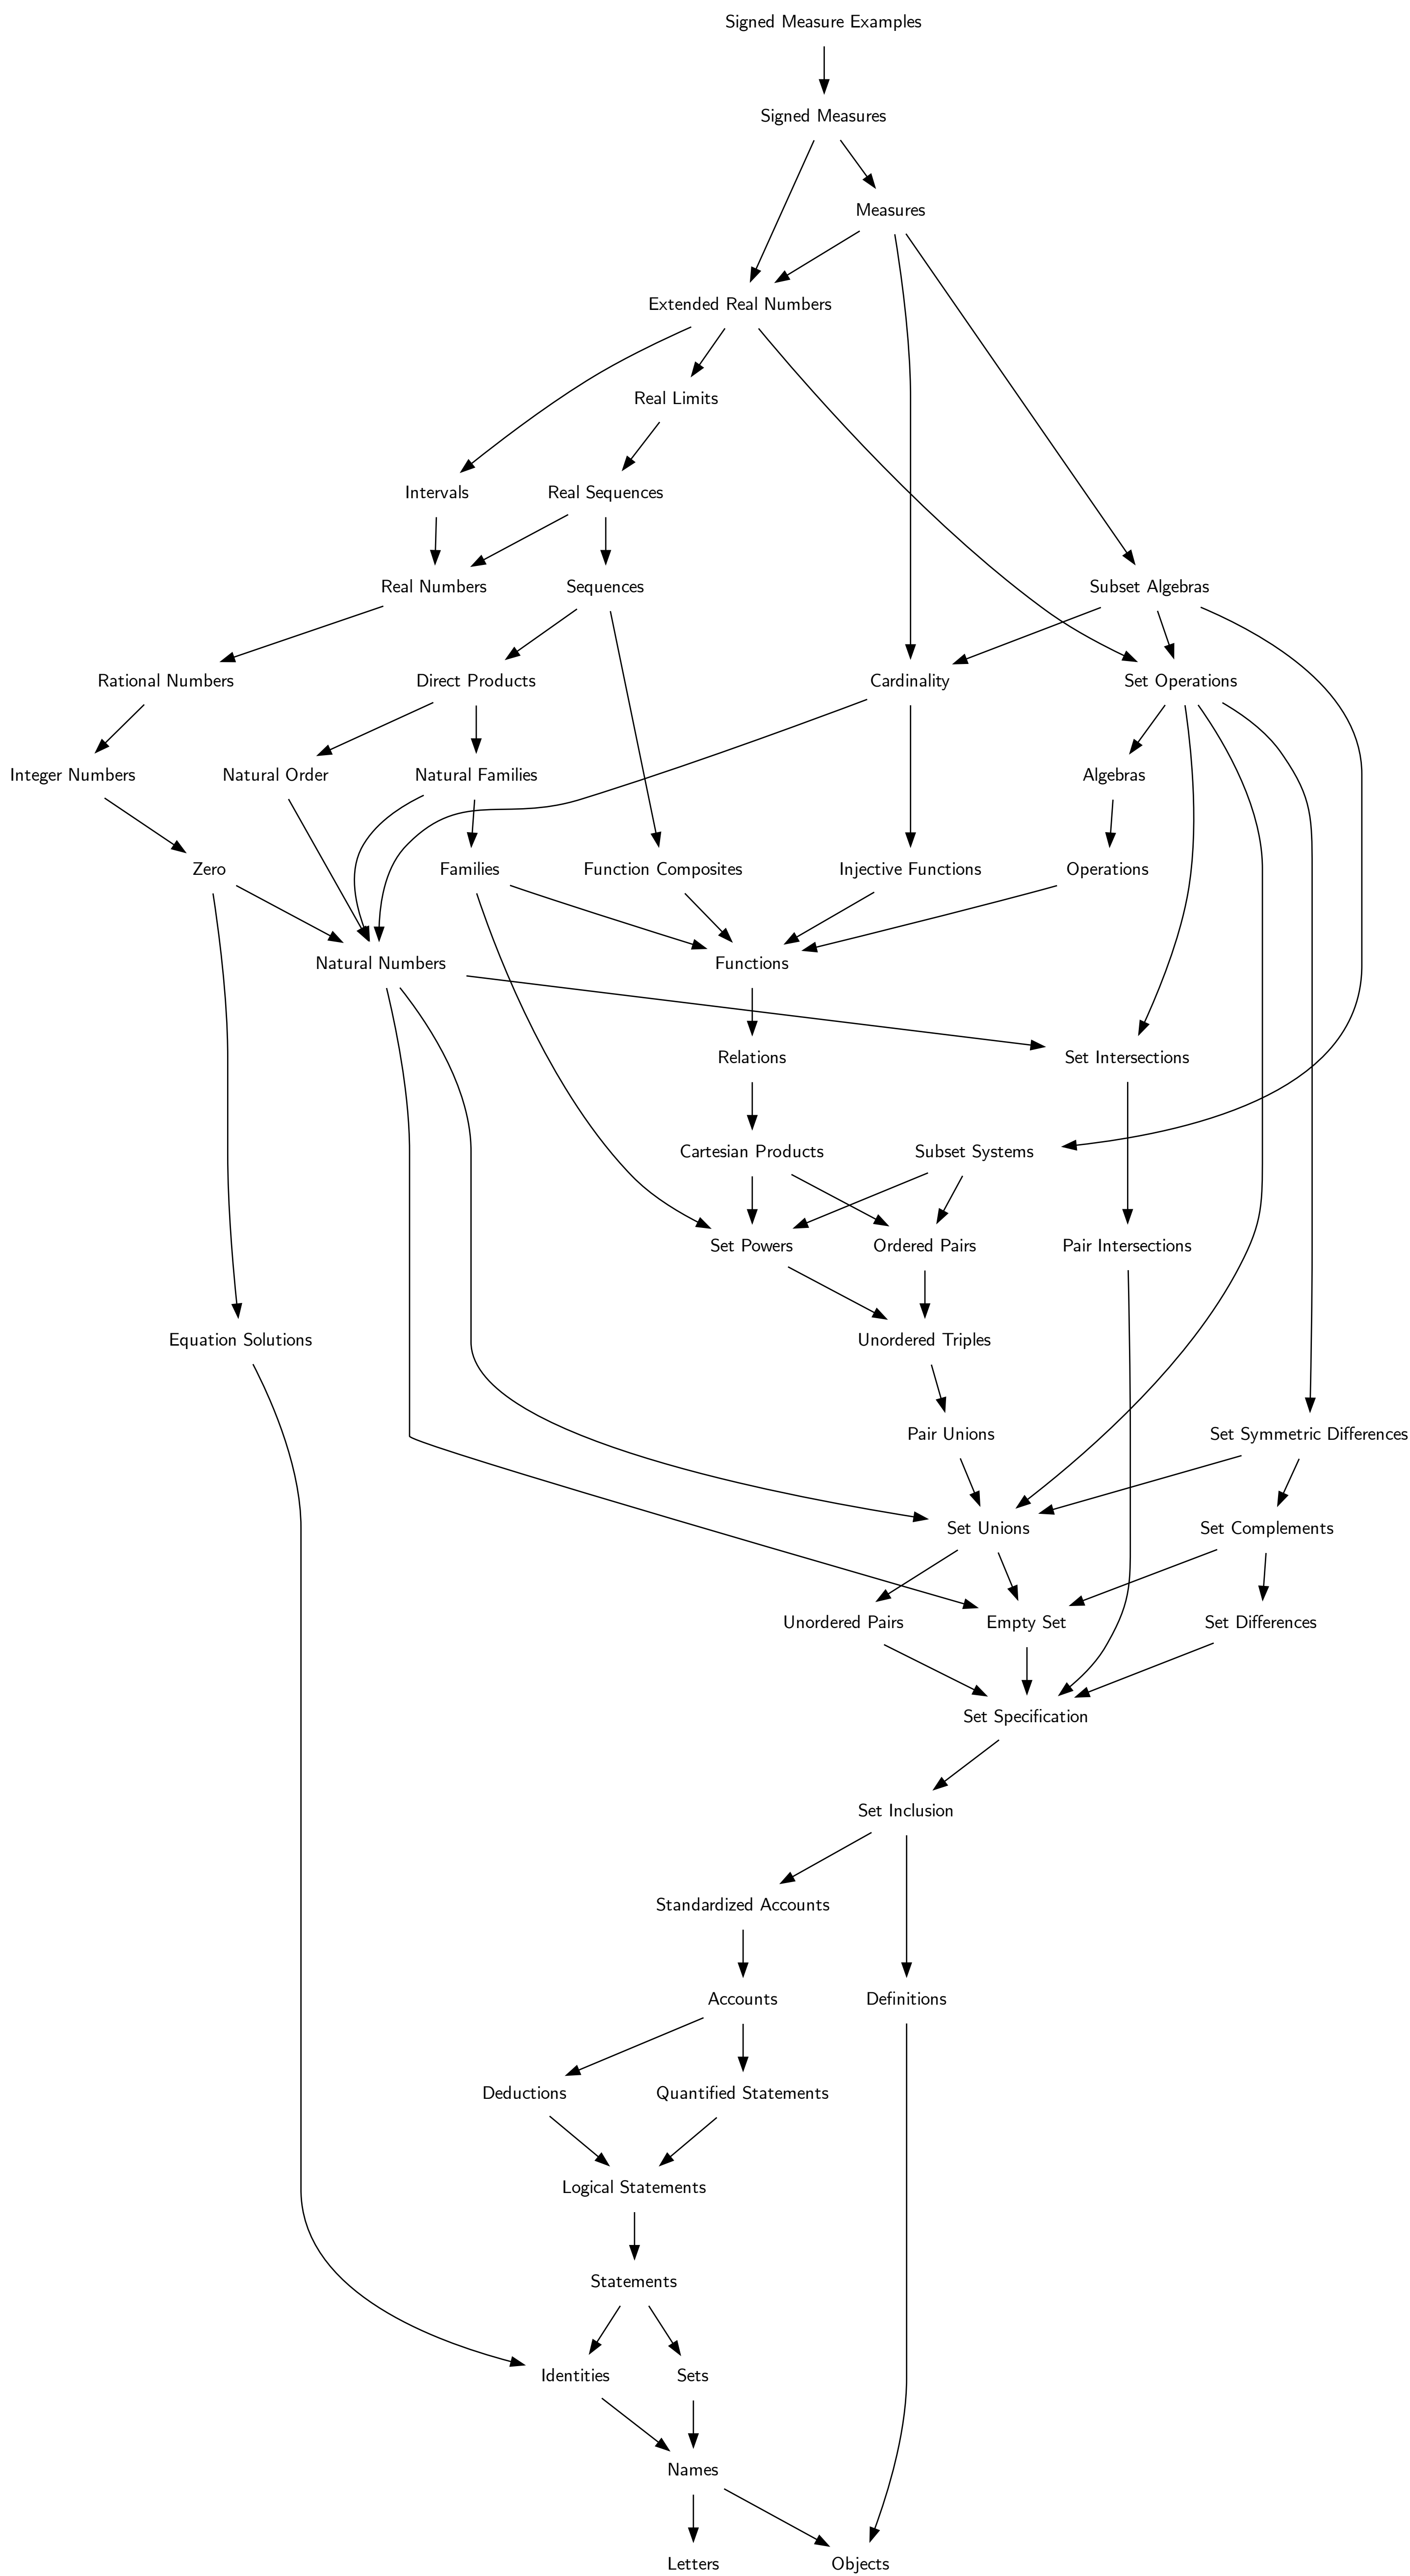 Signed Measure Examples
Signed Measures
Measures
Extended Real Numbers
Real Limits
Intervals
Real Sequences
Real Numbers
Sequences
Subset Algebras
Rational Numbers
Direct Products
Cardinality
Set Operations
Integer Numbers
Natural Order
Natural Families
Algebras
Zero
Families
Function Composites
Injective Functions
Operations
Natural Numbers
Functions
Relations
Set Intersections
Cartesian Products
Subset Systems
Set Powers
Ordered Pairs
Pair Intersections
Equation Solutions
Unordered Triples
Pair Unions
Set Symmetric Differences
Set Unions
Set Complements
Unordered Pairs
Empty Set
Set Differences
Set Specification
Set Inclusion
Standardized Accounts
Accounts
Definitions
Deductions
Quantified Statements
Logical Statements
Statements
Identities
Sets
Names
Letters
Objects